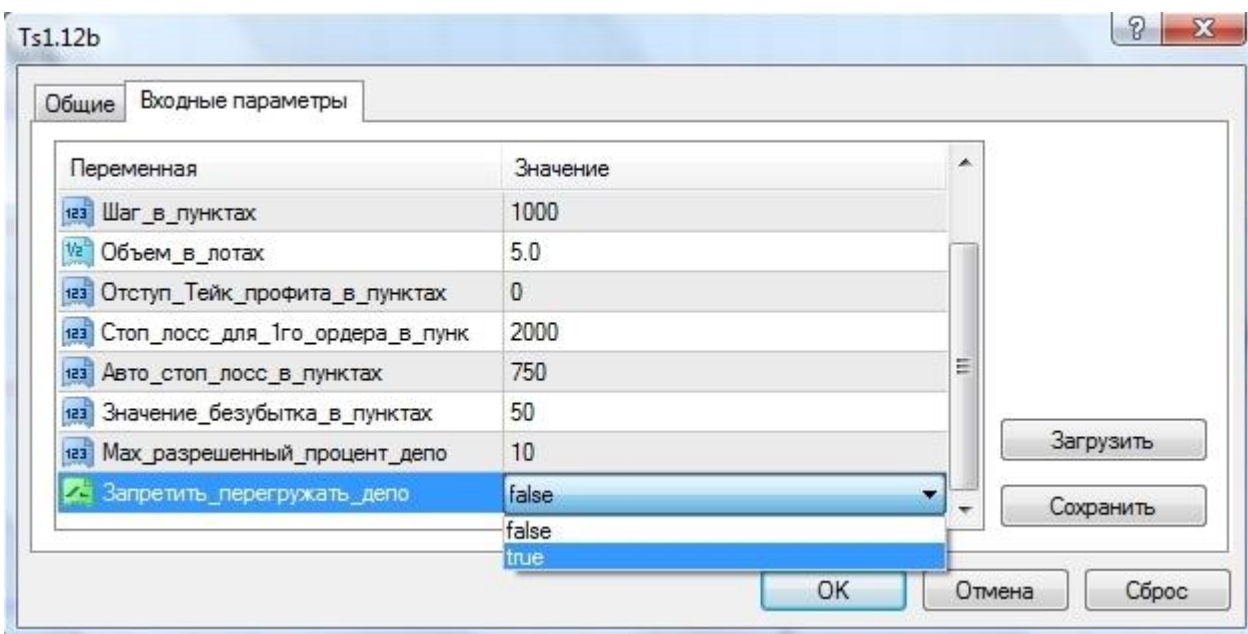 Ts1.12b
Общие Входные параметры
Переменная Значение
Шаг_в_пунктах 1000
Объем_в_лотах 5.0
Отступ_Тейк_профита_в_пунктах 0
Стоп_лосс_для_1го_ордера_в_пунк 2000
Авто_стоп_лосс_в_пунктах 750
Значение_безубытка_в_пунктах 50
Мах_разрешенный_процент_депо 10
Запретить_перегружать_депо false
false
true
Загрузить
Сохранить
OK Отмена Сброс